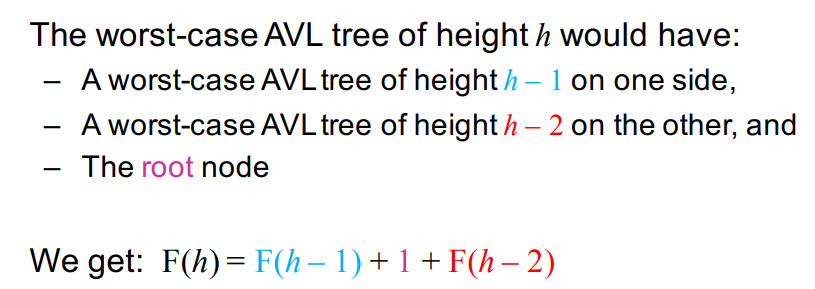 The worst-case AVL tree of height h would have:
– A worst-case AVL tree of height h – 1 on one side,
– A worst-case AVL tree of height h – 2 on the other, and
– The root node
We get: F(h) = F(h – 1) + 1 + F(h – 2)